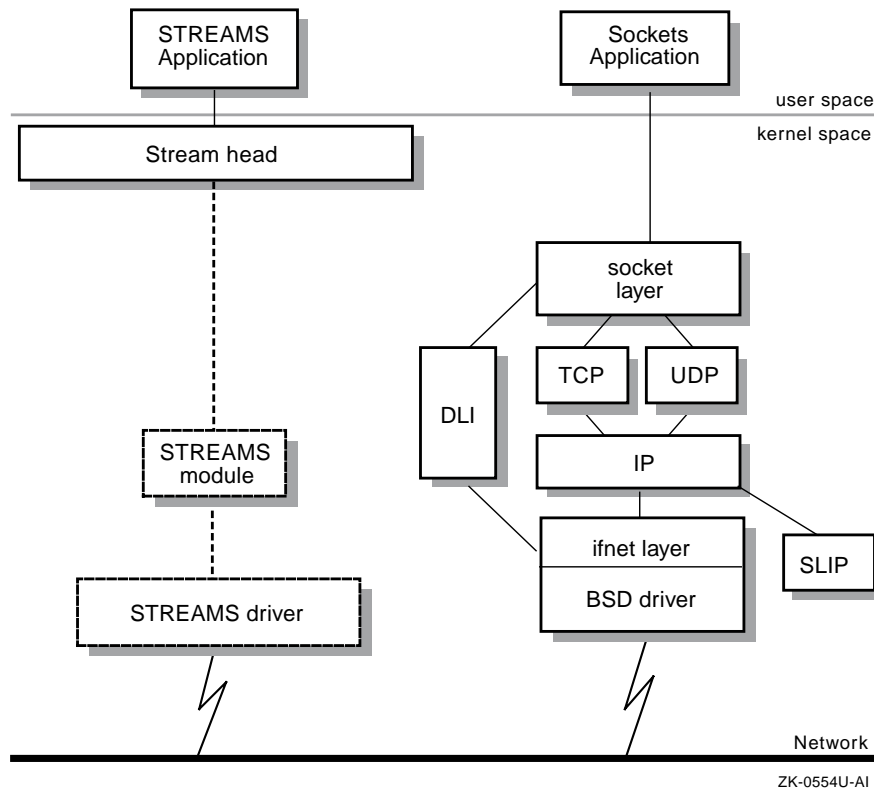 STREAMS
Application
Sockets
Application
user space
kernel space
Stream head
socket
layer
TCP
UDP
DLI
STREAMS
module
IP
ifnet layer
SLIP
BSD driver
STREAMS driver
Network
ZK-0554U-AI